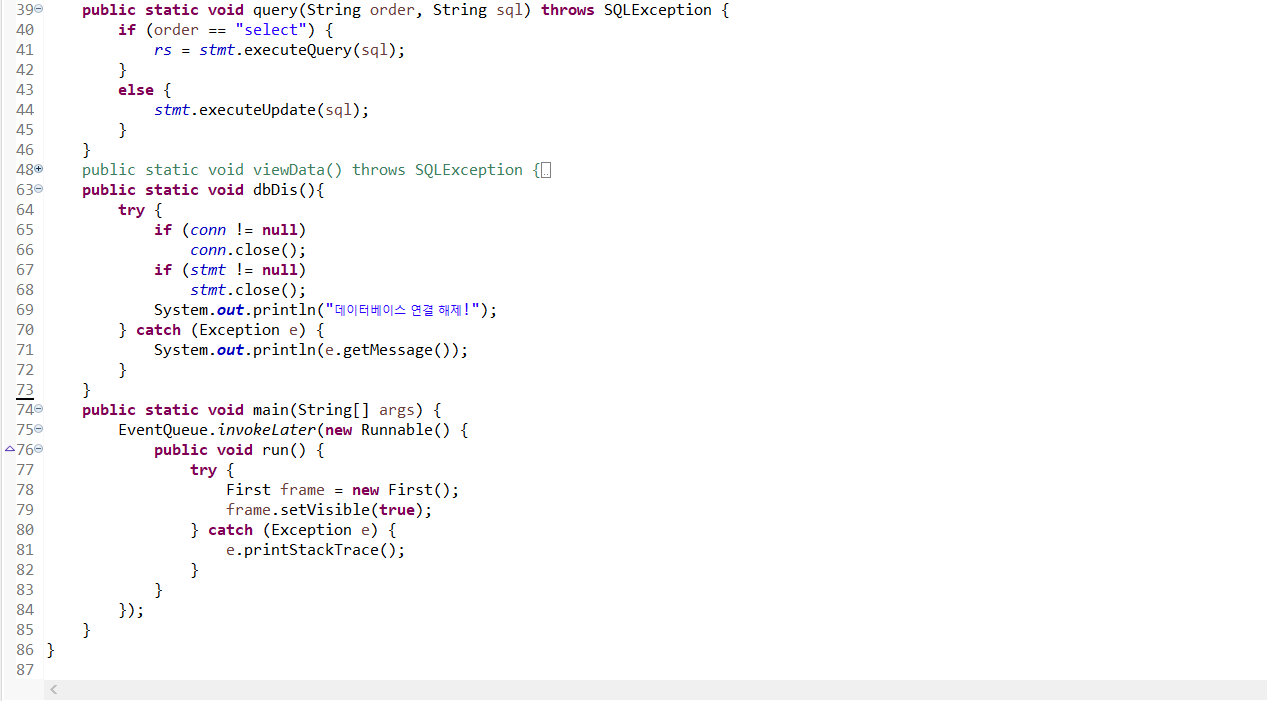 39 public static void query(String order, String sql) throws SQLException {
40 if (order == "select") {
41 rs = stmt.executeQuery(sql);
42 }
43 else {
44 stmt.executeUpdate(sql);
45 }
46 }
48 public static void viewData() throws SQLException {
63 public static void dbDis(){
64 try {
65 if (conn != null)
66 conn.close();
67 if (stmt != null)
68 stmt.close();
69 System.out.println("데이터베이스 연결 해제!");
70 } catch (Exception e) {
71 System.out.println(e.getMessage());
72 }
73 }
74 public static void main(String[] args) {
75 EventQueue.invokeLater(new Runnable() {
76 public void run() {
77 try {
78 First frame = new First();
79 frame.setVisible(true);
80 } catch (Exception e) {
81 e.printStackTrace();
82 }
83 }
84 });
85 }
86 }
87